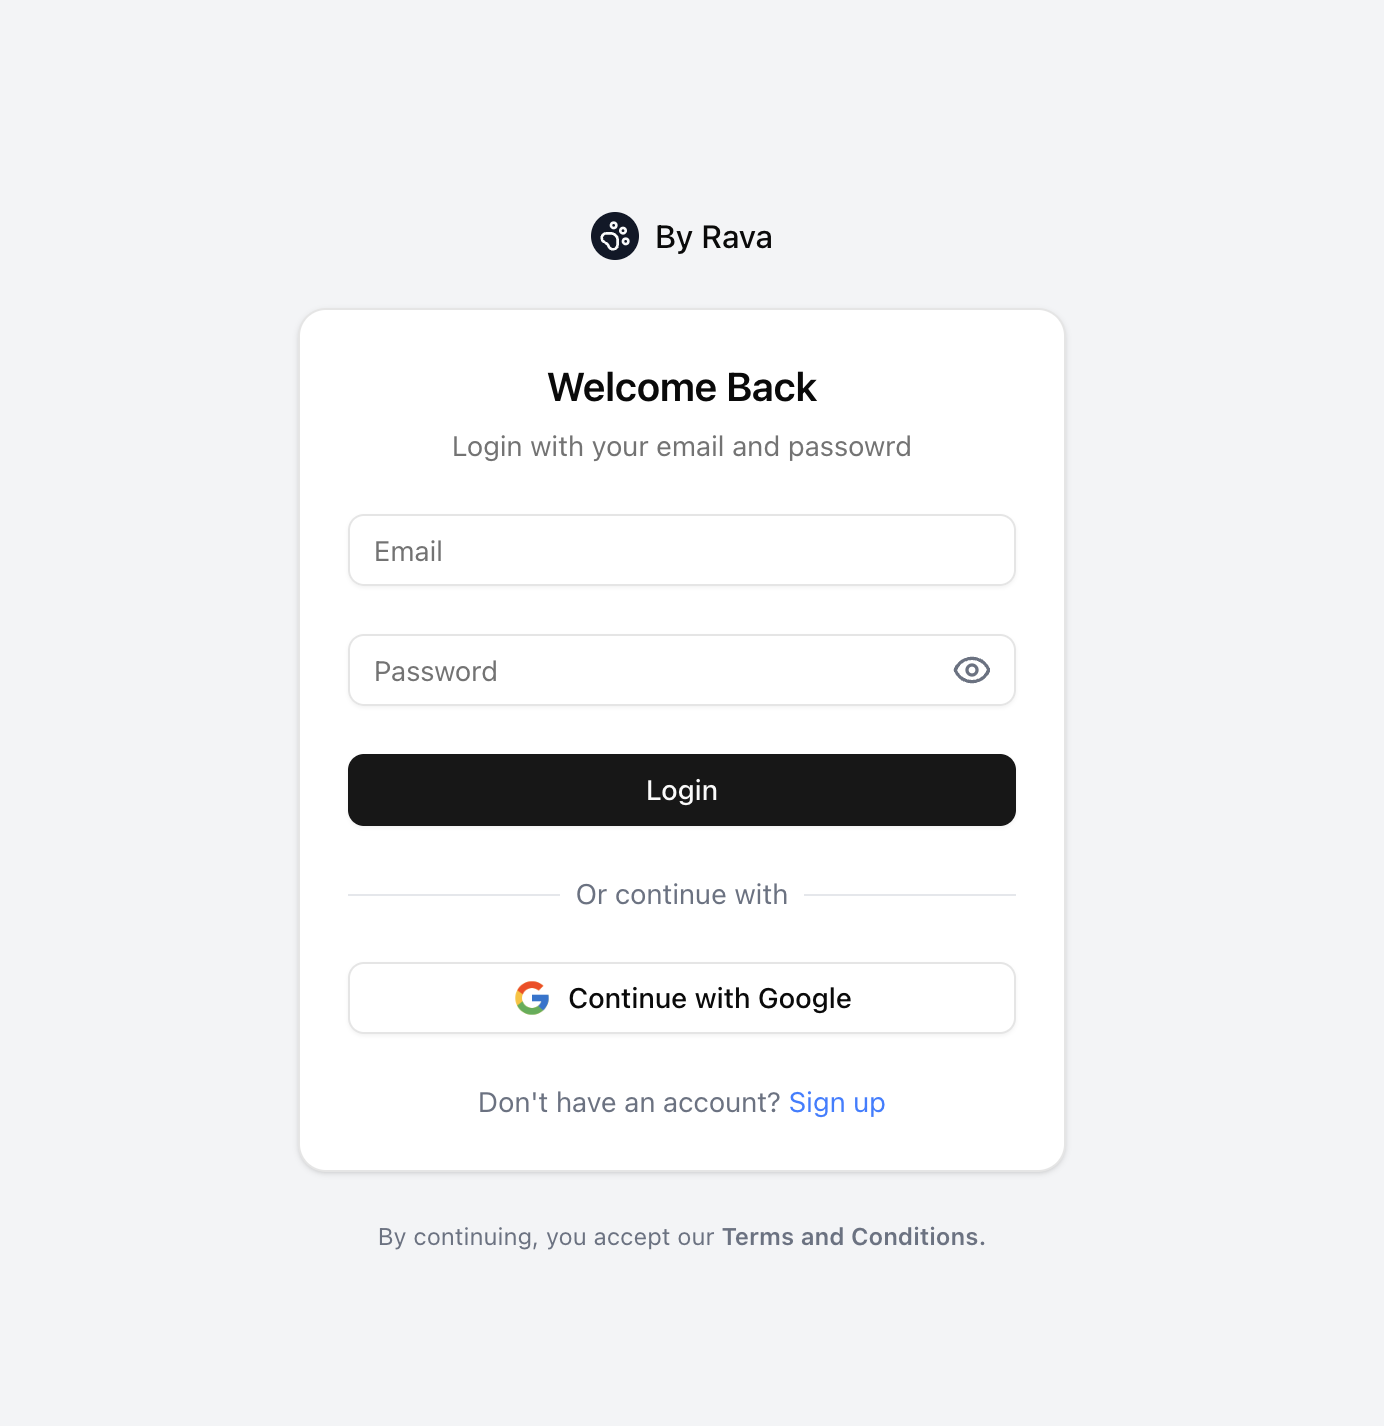 By Rava
Welcome Back
Login with your email and passowrd
Email
Password
Login
Or continue with
Continue with Google
Don't have an account? Sign up
By continuing, you accept our Terms and Conditions.